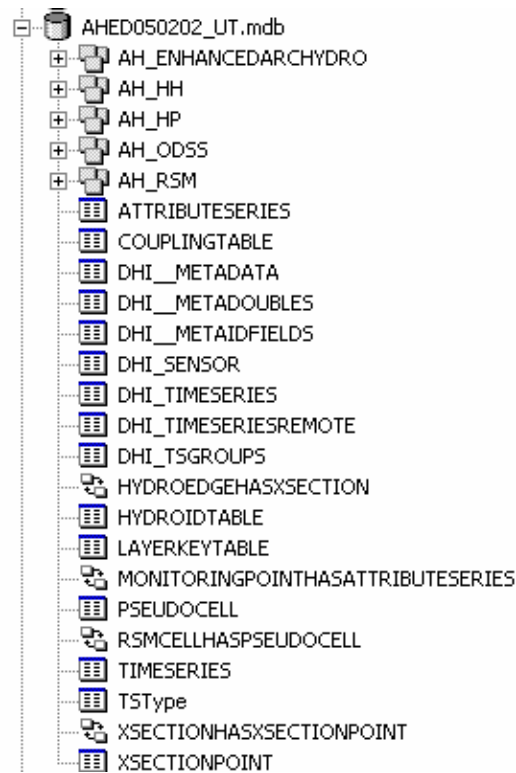 AHED050202_UT.mdb
AH_ENHANCEDARCHYDRO
AH_HH
AH_HP
AH_ODSS
AH_RSM
ATTRIBUTESERIES
COUPLINGTABLE
DHI__METADATA
DHI__METADOUBLES
DHI__METAIDFIELDS
DHI_SENSOR
DHI_TIMESERIES
DHI_TIMESERIESREMOTE
DHI_TSGROUPS
HYDROEDGEHASXSECTION
HYDROIDTABLE
LAYERKEYTABLE
MONITORINGPOINTHASATTRIBUTESERIES
PSEUDOCELL
RSMCELLHASPSEUDOCELL
TIMESERIES
TSType
XSECTIONHASXSECTIONPOINT
XSECTIONPOINT